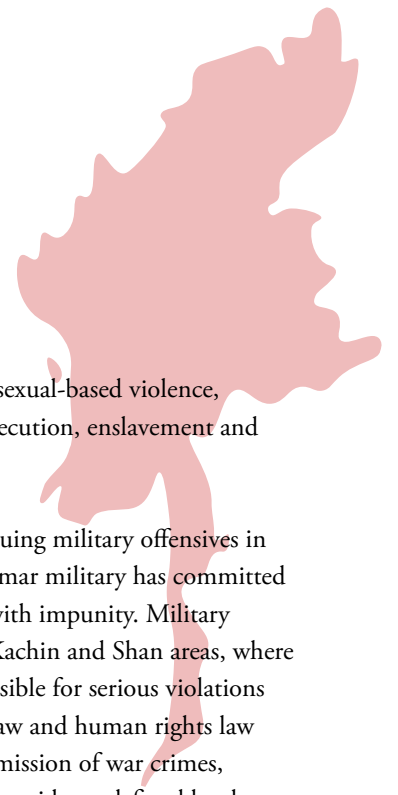 sexual-based violence,
ecution, enslavement and
uing military offensives in
mar military has committed
with impunity. Military
Kachin and Shan areas, where
sible for serious violations
aw and human rights law
mission of war crimes,